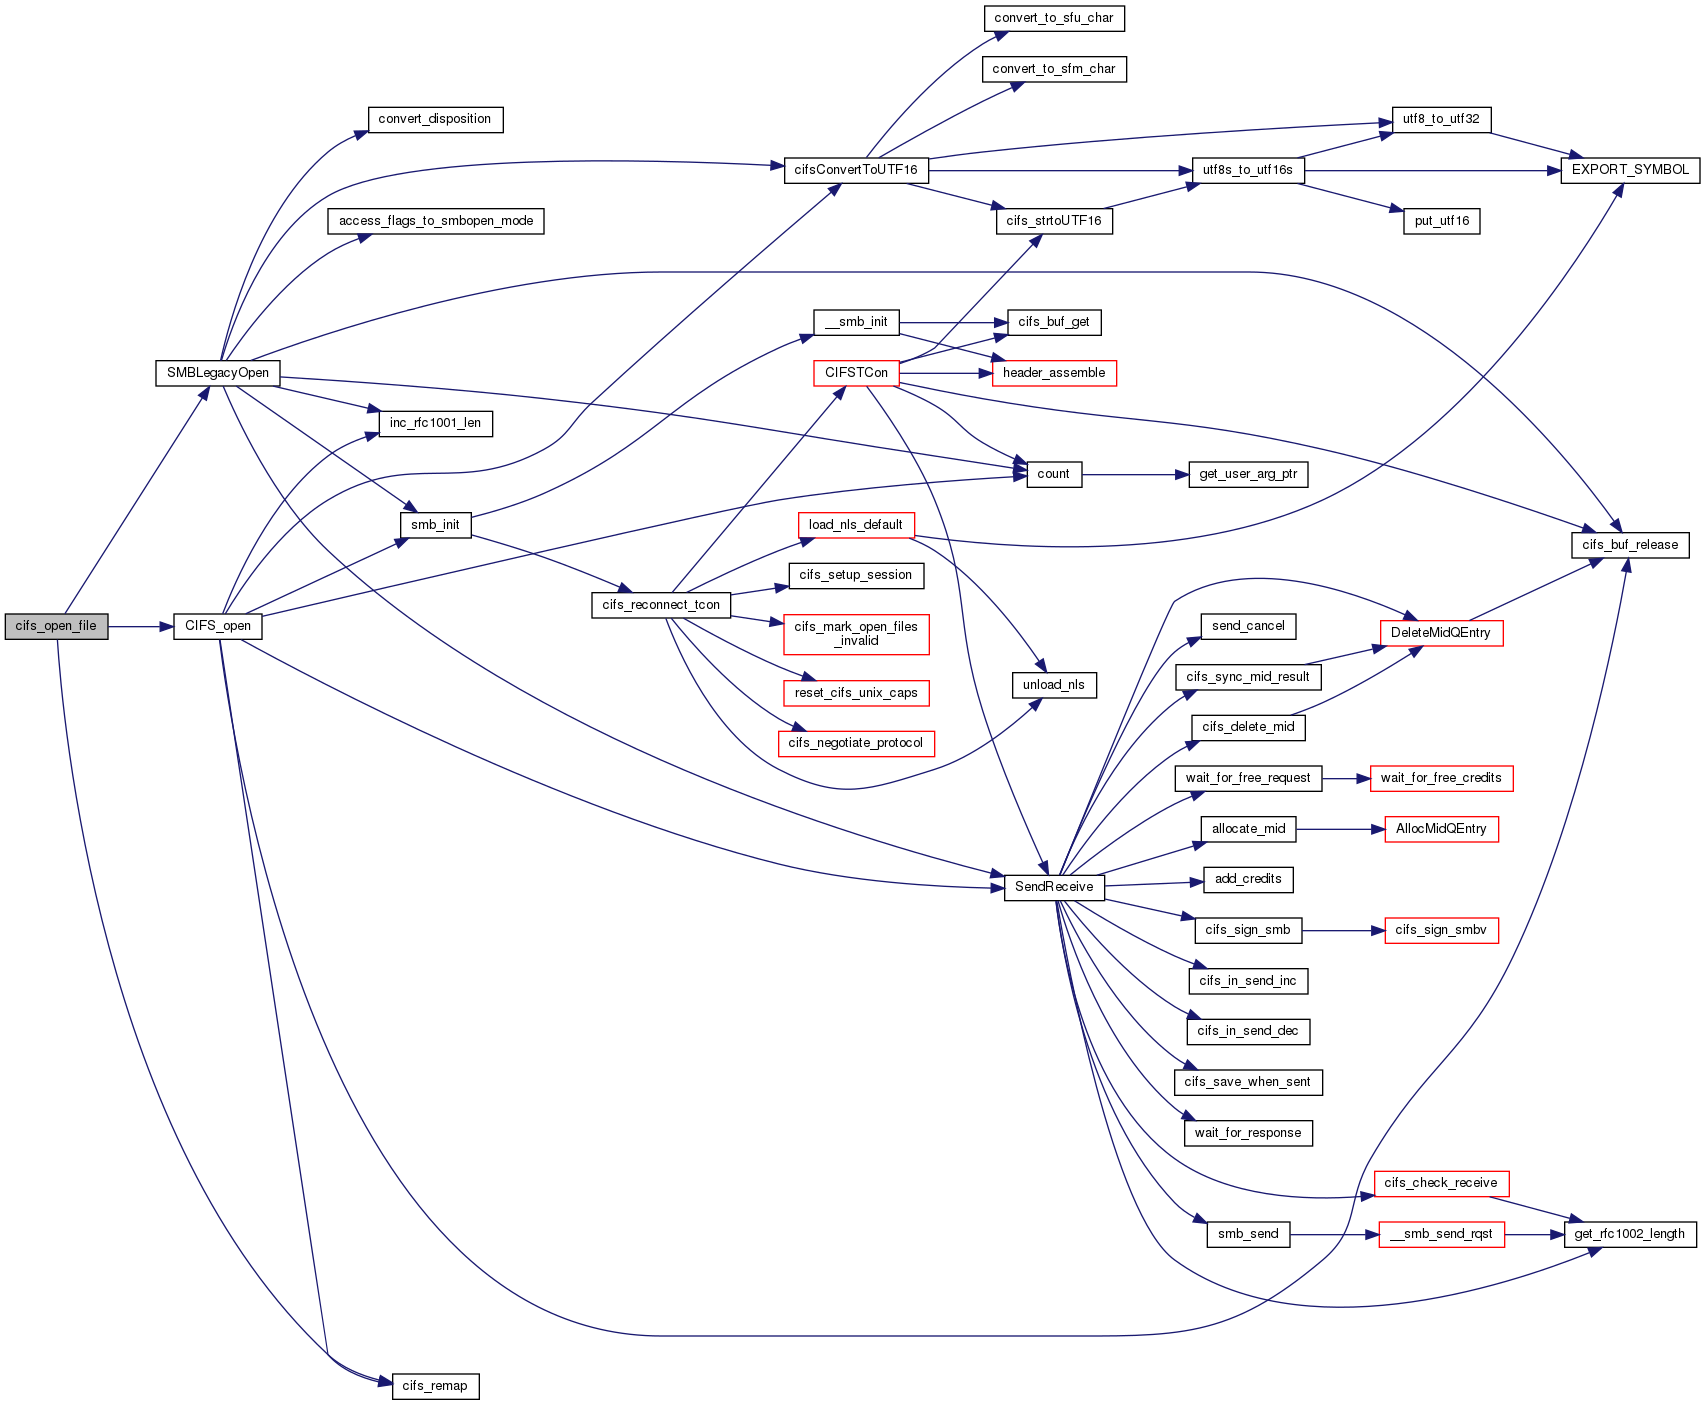 convert_to_sfu_char
convert_to_sfm_char
convert_disposition
utf8_to_utf32
cifsConvertToUTF16
utf8s_to_utf16s
EXPORT_SYMBOL
access_flags_to_smbopen_mode
cifs_strtoUTF16
put_utf16
__smb_init
cifs_buf_get
SMBLegacyOpen
CIFSTCon
header_assemble
inc_rfc1001_len
count
get_user_arg_ptr
smb_init
load_nls_default
cifs_buf_release
cifs_setup_session
cifs_reconnect_tcon
cifs_open_file
CIFS_open
cifs_mark_open_files
_invalid
send_cancel
DeleteMidQEntry
cifs_sync_mid_result
unload_nls
reset_cifs_unix_caps
cifs_delete_mid
cifs_negotiate_protocol
wait_for_free_request
wait_for_free_credits
allocate_mid
AllocMidQEntry
SendReceive
add_credits
cifs_sign_smb
cifs_sign_smbv
cifs_in_send_inc
cifs_in_send_dec
cifs_save_when_sent
wait_for_response
cifs_check_receive
smb_send
__smb_send_rqst
get_rfc1002_length
cifs_remap